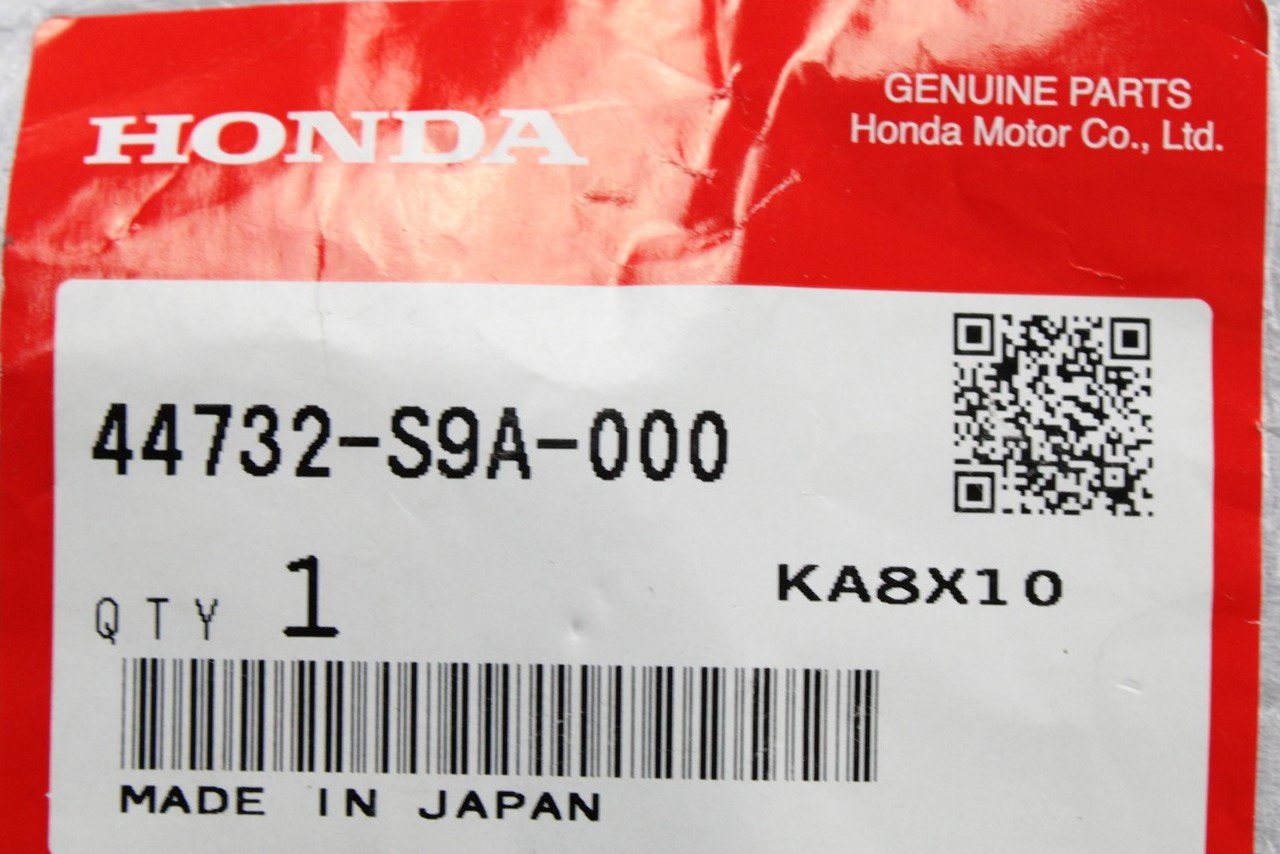 HONDA
GENUINE PARTS
Honda Motor Co., Ltd.
44732-S9A-000
QTY 1
KA8X10
MADE IN JAPAN